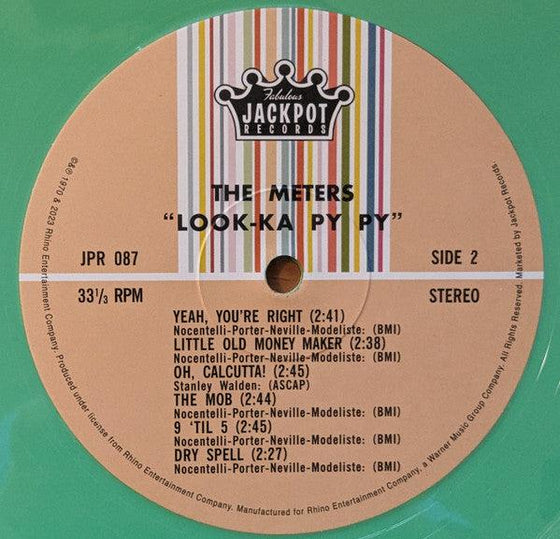 Fabulous
JACKPOT
RECORDS
THE METERS
"LOOK-KA PY PY"
JPR 087
SIDE 2
33 1/3 RPM
STEREO
YEAH, YOU'RE RIGHT (2:41)
Nocentelli-Porter-Neville-Modeliste: (BMI)
LITTLE OLD MONEY MAKER (2:38)
Nocentelli-Porter-Neville-Modeliste: (BMI)
OH, CALCUTTA! (2:45)
Stanley Walden: (ASCAP)
THE MOB (2:44)
Nocentelli-Porter-Neville-Modeliste: (BMI)
9 'TIL 5 (2:45)
Nocentelli-Porter-Neville-Modeliste: (BMI)
DRY SPELL (2:27)
Nocentelli-Porter-Neville-Modeliste: (BMI)
©&℗ 1970 & 2023 Rhino Entertainment Company. Produced under license from Rhino Entertainment Company. Manufactured for Rhino Entertainment Company, a Warner Music Group Company. All Rights Reserved. Marketed by Jackpot Records.